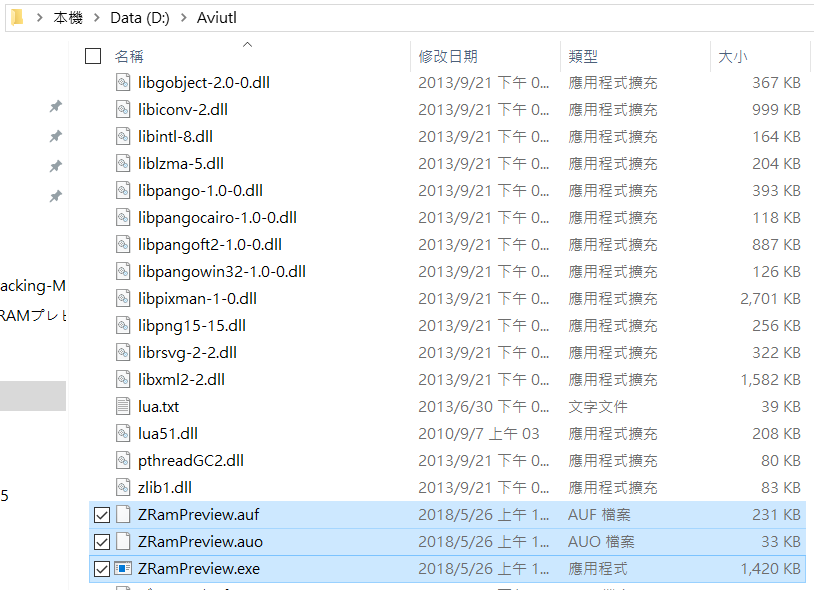 本機 > Data (D:) > Aviutl
名稱 修改日期 類型 大小
libgobject-2.0-0.dll 2013/9/21 下午 0... 應用程式擴充 367 KB
libiconv-2.dll 2013/9/21 下午 0... 應用程式擴充 999 KB
libintl-8.dll 2013/9/21 下午 0... 應用程式擴充 164 KB
liblzma-5.dll 2013/9/21 下午 0... 應用程式擴充 204 KB
libpango-1.0-0.dll 2013/9/21 下午 0... 應用程式擴充 393 KB
libpangocairo-1.0-0.dll 2013/9/21 下午 0... 應用程式擴充 118 KB
libpangoft2-1.0-0.dll 2013/9/21 下午 0... 應用程式擴充 887 KB
libpangowin32-1.0-0.dll 2013/9/21 下午 0... 應用程式擴充 126 KB
acking-M
libpixman-1-0.dll 2013/9/21 下午 0... 應用程式擴充 2,701 KB
RAMプレビ
libpng15-15.dll 2013/9/21 下午 0... 應用程式擴充 256 KB
librsvg-2-2.dll 2013/9/21 下午 0... 應用程式擴充 322 KB
libxml2-2.dll 2013/9/21 下午 0... 應用程式擴充 1,582 KB
lua.txt 2013/6/30 下午 0... 文字文件 39 KB
lua51.dll 2010/9/7 上午 03 應用程式擴充 208 KB
pthreadGC2.dll 2013/9/21 下午 0... 應用程式擴充 80 KB
zlib1.dll 2013/9/21 下午 0... 應用程式擴充 83 KB
5
ZRamPreview.auf 2018/5/26 上午 1... AUF 檔案 231 KB
ZRamPreview.auo 2018/5/26 上午 1... AUO 檔案 33 KB
ZRamPreview.exe 2018/5/26 上午 1... 應用程式 1,420 KB